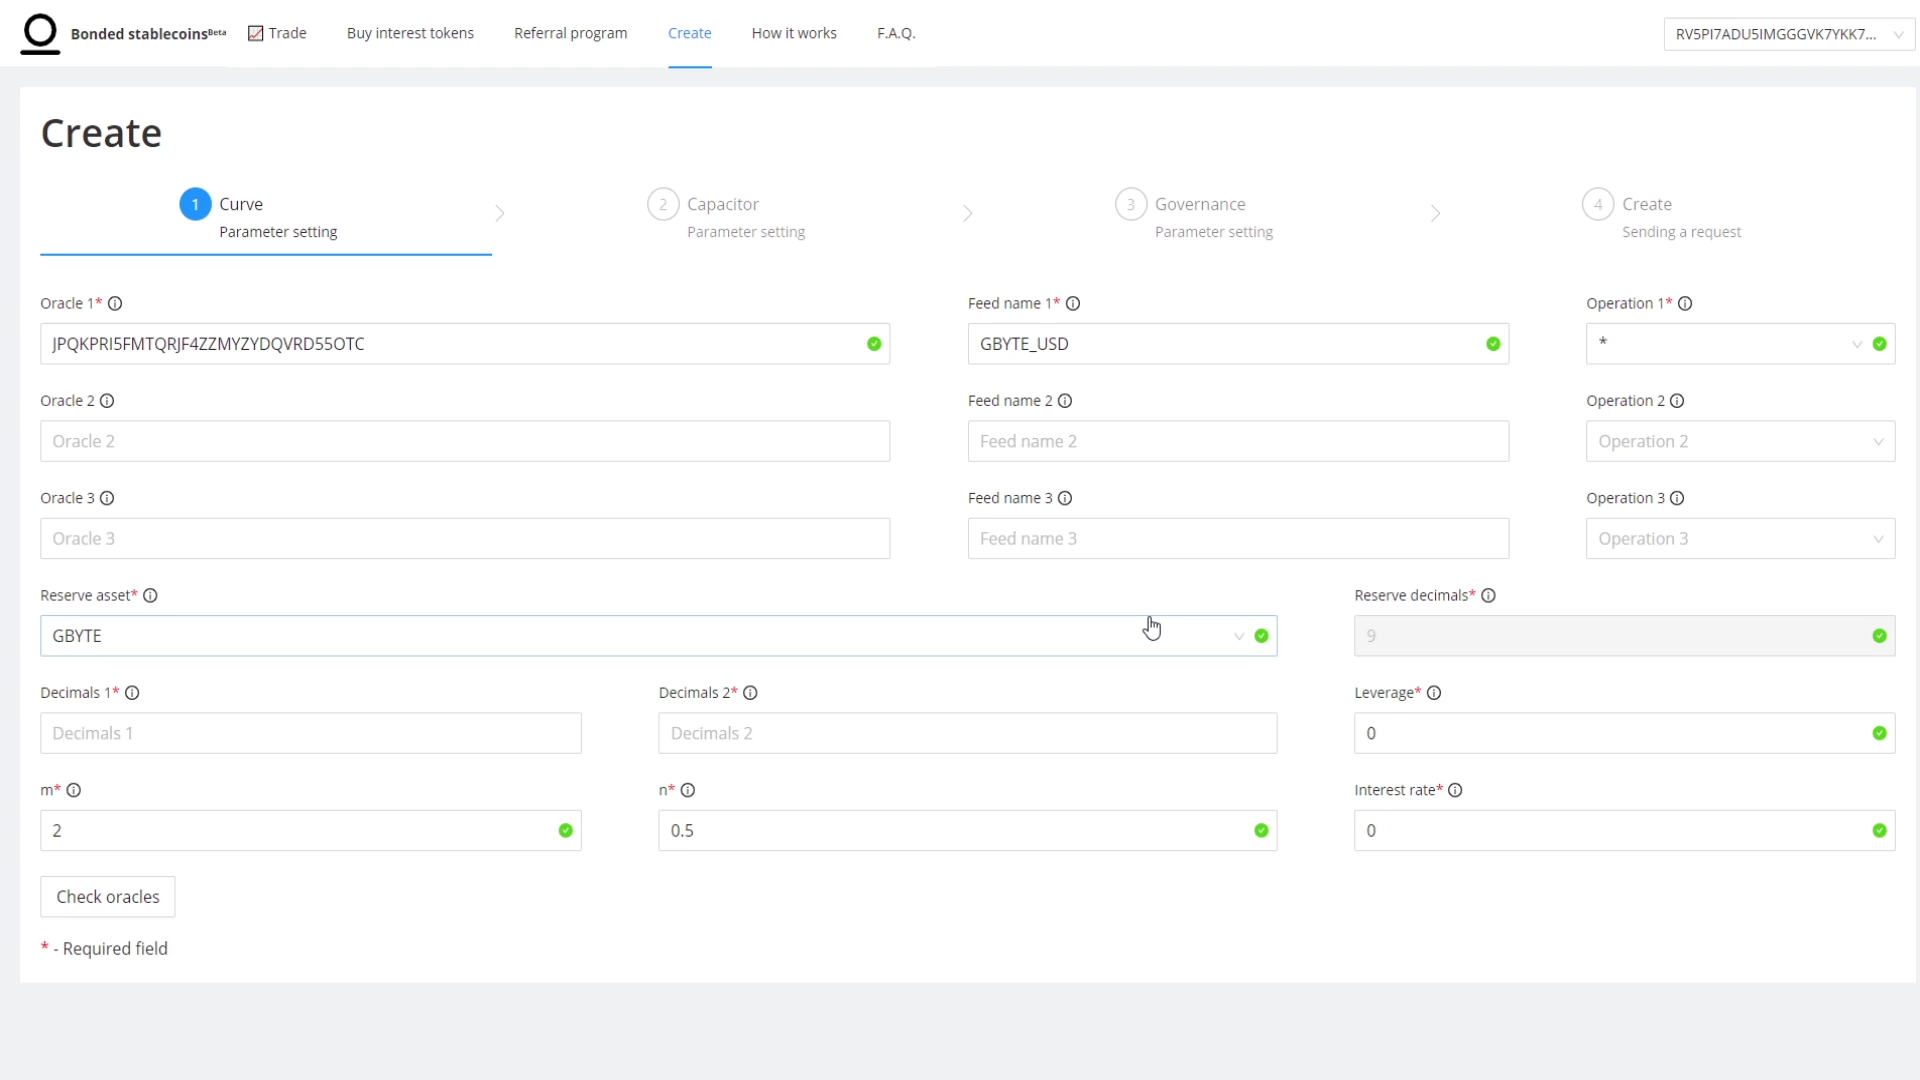 Bonded stablecoinsBeta Trade Buy interest tokens Referral program Create How it works F.A.Q. RV5PI7ADU5IMGGGVK7YKK7...
Create
1 Curve 2 Capacitor 3 Governance 4 Create
Parameter setting Parameter setting Parameter setting Sending a request
Oracle 1* Feed name 1* Operation 1*
JPQKPRI5FMTQRJF4ZZMYZYDQVRD55OTC GBYTE_USD *
Oracle 2 Feed name 2 Operation 2
Oracle 2 Feed name 2 Operation 2
Oracle 3 Feed name 3 Operation 3
Oracle 3 Feed name 3 Operation 3
Reserve asset* Reserve decimals*
GBYTE 9
Decimals 1* Decimals 2* Leverage*
Decimals 1 Decimals 2 0
m* n* Interest rate*
2 0.5 0
Check oracles
* - Required field